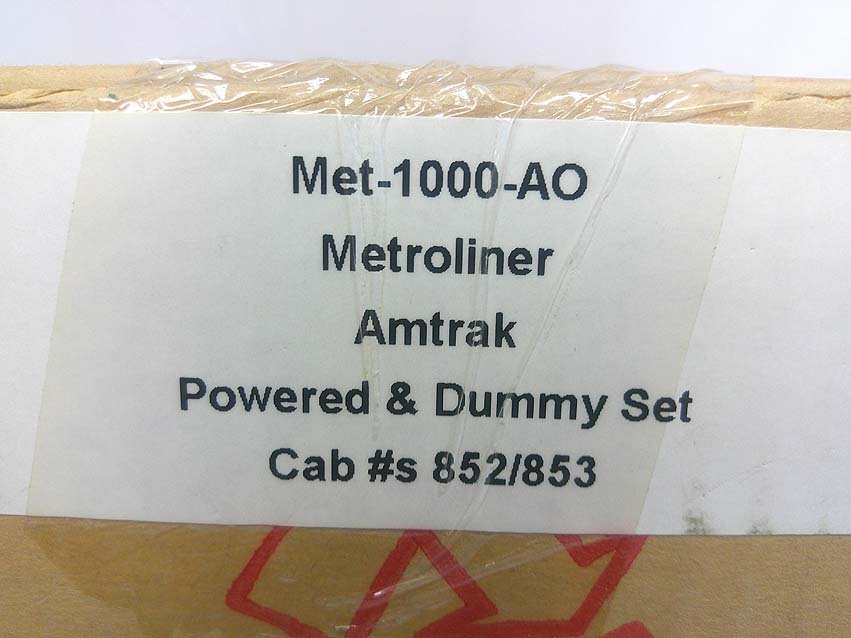 Met-1000-AO
Metroliner
Amtrak
Powered & Dummy Set
Cab #s 852/853